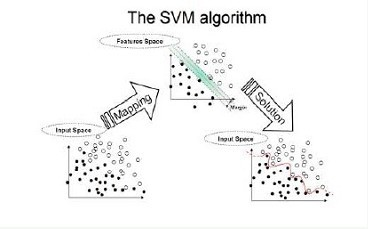 The SVM algorithm
Features Space
Mapping
Margin
Solution
Input Space
Input Space